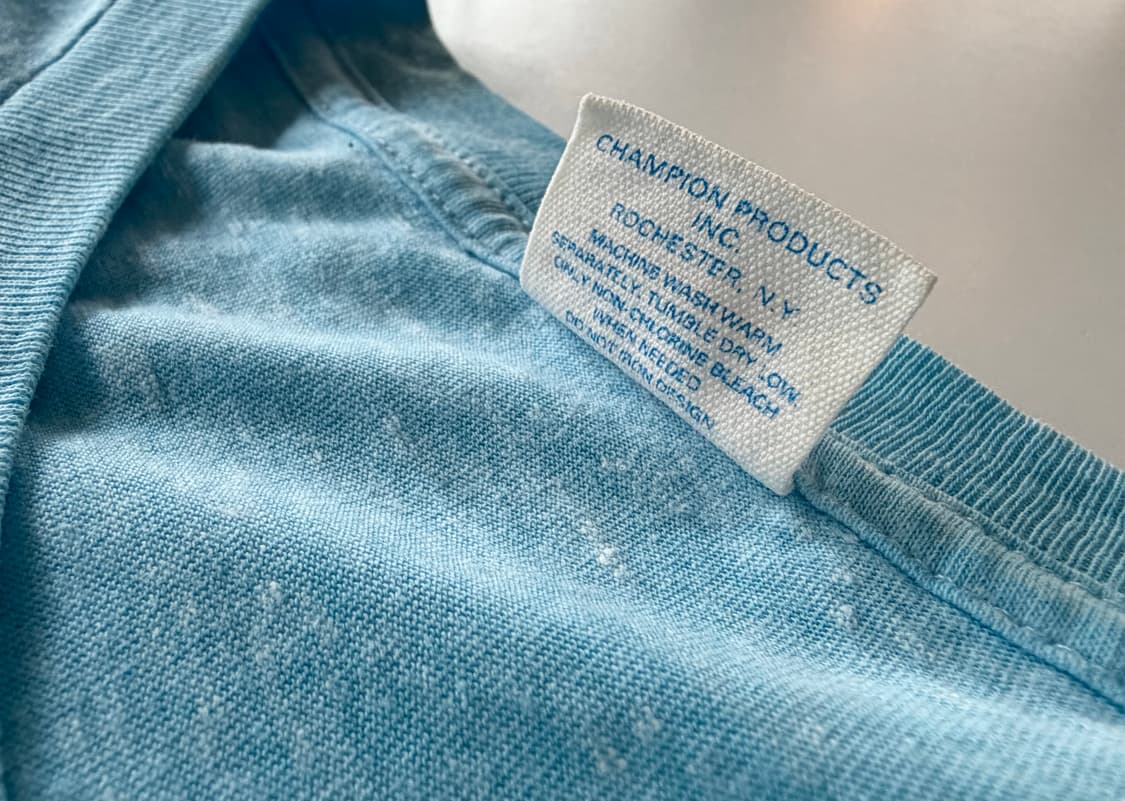 CHAMPION PRODUCTS
INC.
ROCHESTER, N.Y.
MACHINE WASH WARM
SEPARATELY, TUMBLE DRY LOW.
ONLY NON-CHLORINE BLEACH
WHEN NEEDED
DO NOT IRON DESIGN